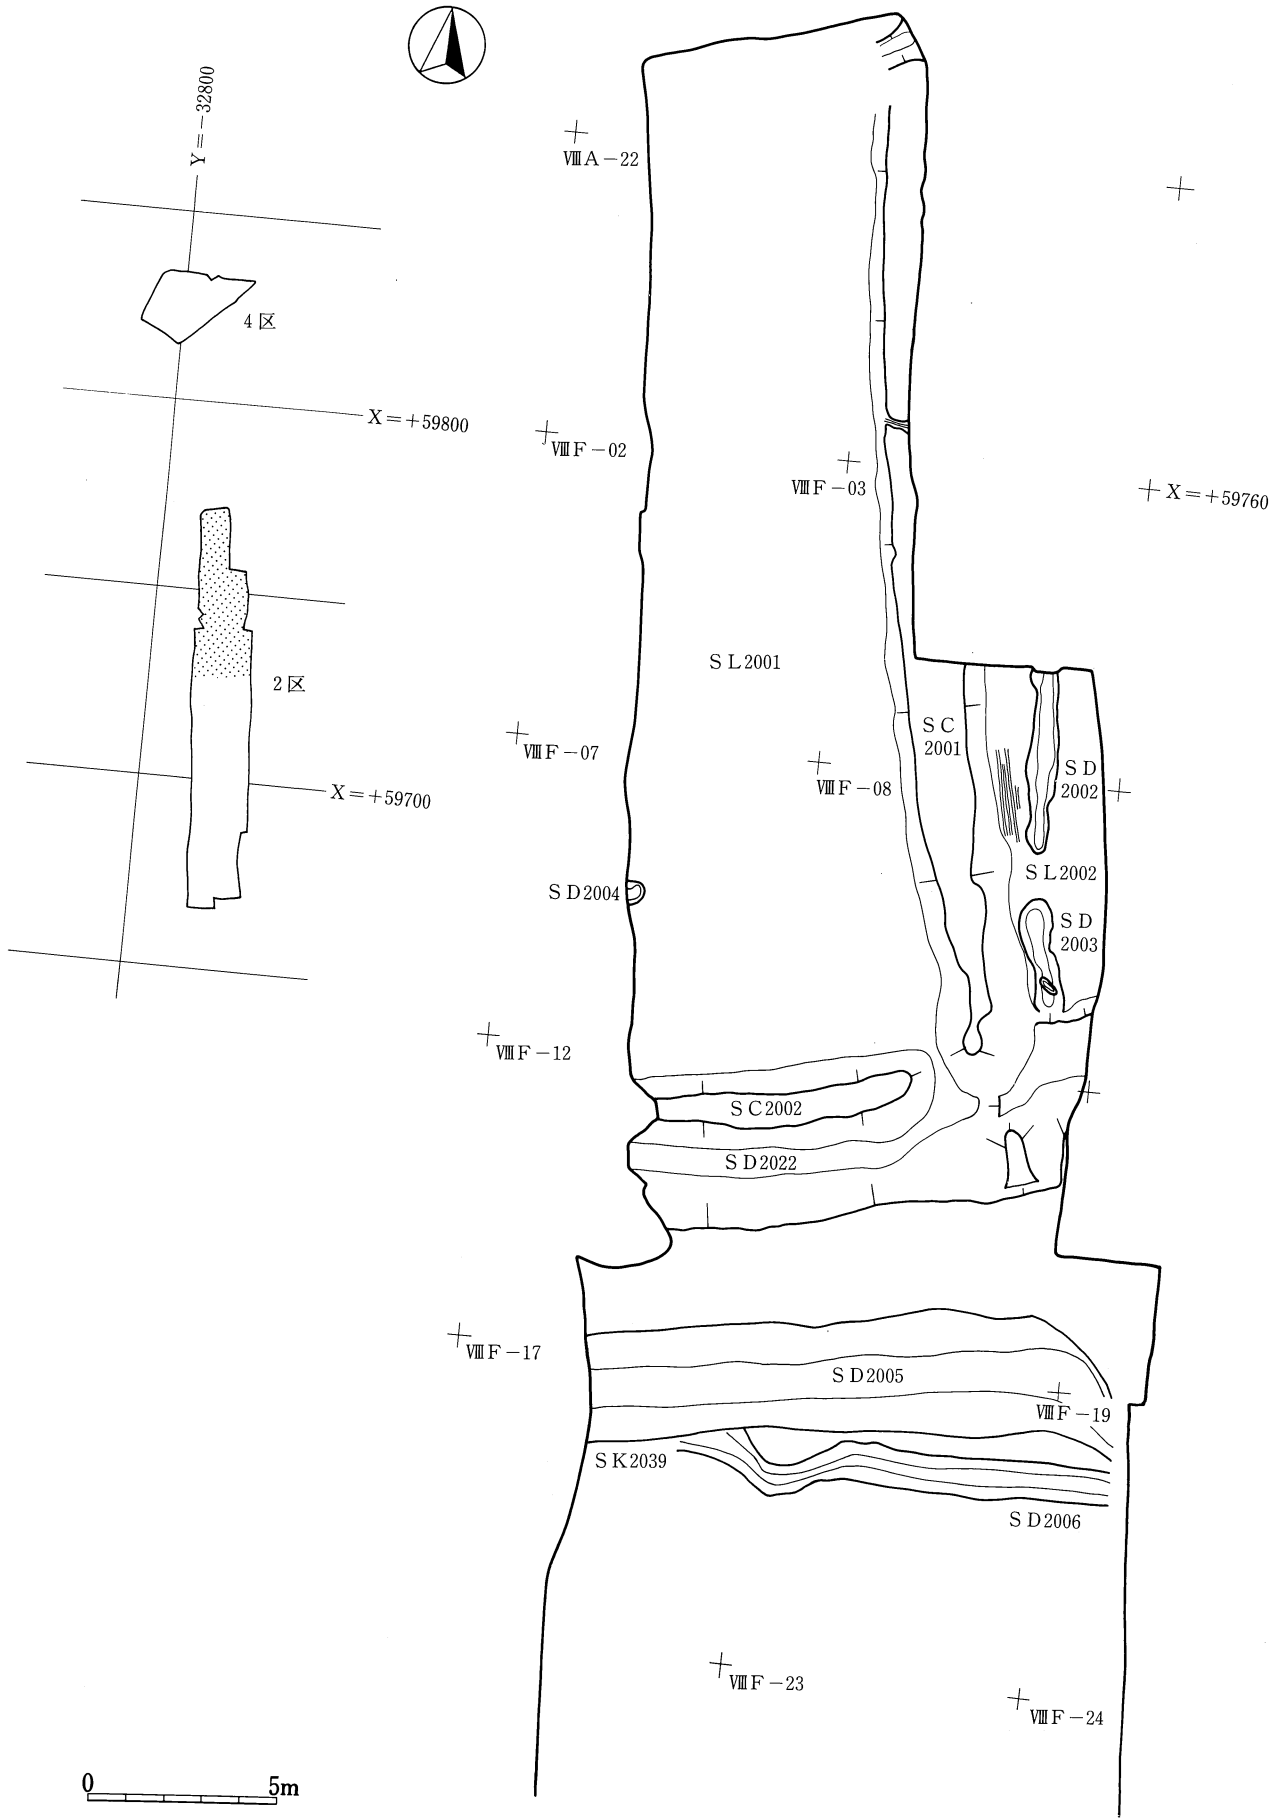 Y=-32800
ⅧA-22
4区
X=+59800
ⅧF-02
ⅧF-03
X=+59760
SL2001
2区
SC
2001
ⅧF-07
ⅧF-08
SD
2002
X=+59700
SL2002
SD2004
SD
2003
ⅧF-12
SC2002
SD2022
ⅧF-17
SD2005
ⅧF-19
SK2039
SD2006
ⅧF-23
ⅧF-24
0 5m